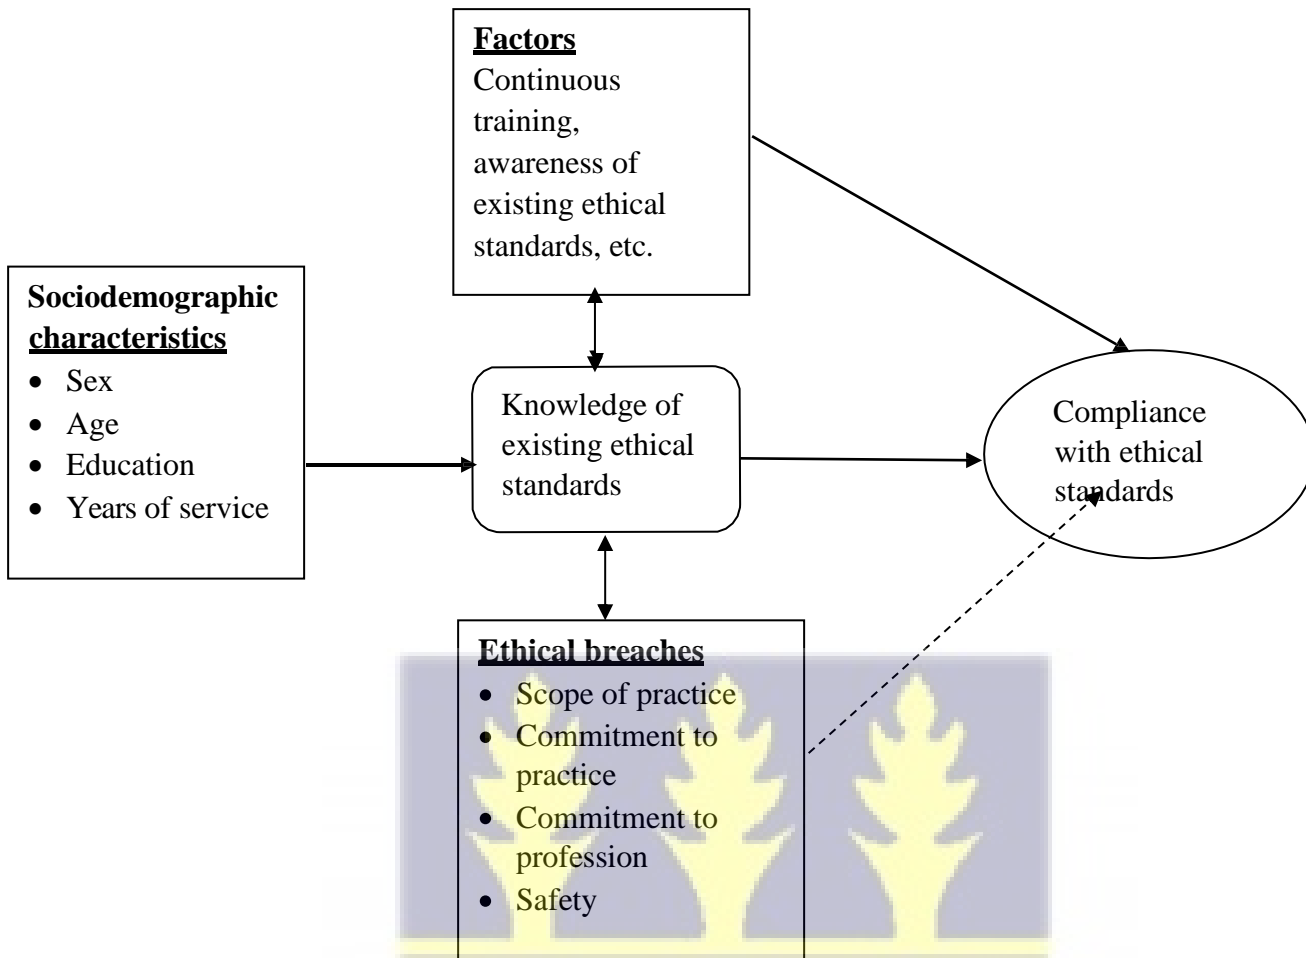 Factors
Continuous
training,
awareness of
existing ethical
standards, etc.
Sociodemographic
characteristics
• Sex
• Age
• Education
• Years of service
Knowledge of
existing ethical
standards
Compliance
with ethical
standards
Ethical breaches
• Scope of practice
• Commitment to
practice
• Commitment to
profession
• Safety